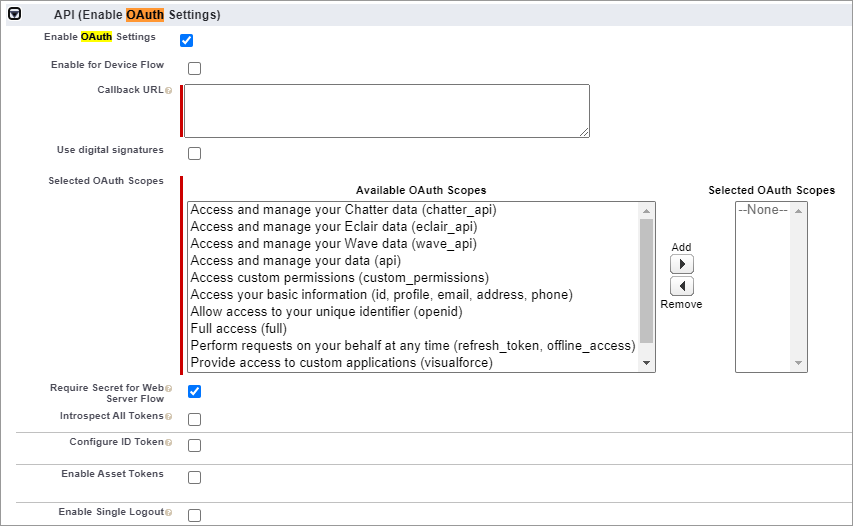 API (Enable OAuth Settings)
Enable OAuth Settings
Enable for Device Flow
Callback URL
Use digital signatures
Selected OAuth Scopes
Available OAuth Scopes
Access and manage your Chatter data (chatter_api)
Access and manage your Eclair data (eclair_api)
Access and manage your Wave data (wave_api)
Access and manage your data (api)
Access custom permissions (custom_permissions)
Access your basic information (id, profile, email, address, phone)
Allow access to your unique identifier (openid)
Full access (full)
Perform requests on your behalf at any time (refresh_token, offline_access)
Provide access to custom applications (visualforce)
Add
Remove
Selected OAuth Scopes
--None--
Require Secret for Web
Server Flow
Introspect All Tokens
Configure ID Token
Enable Asset Tokens
Enable Single Logout